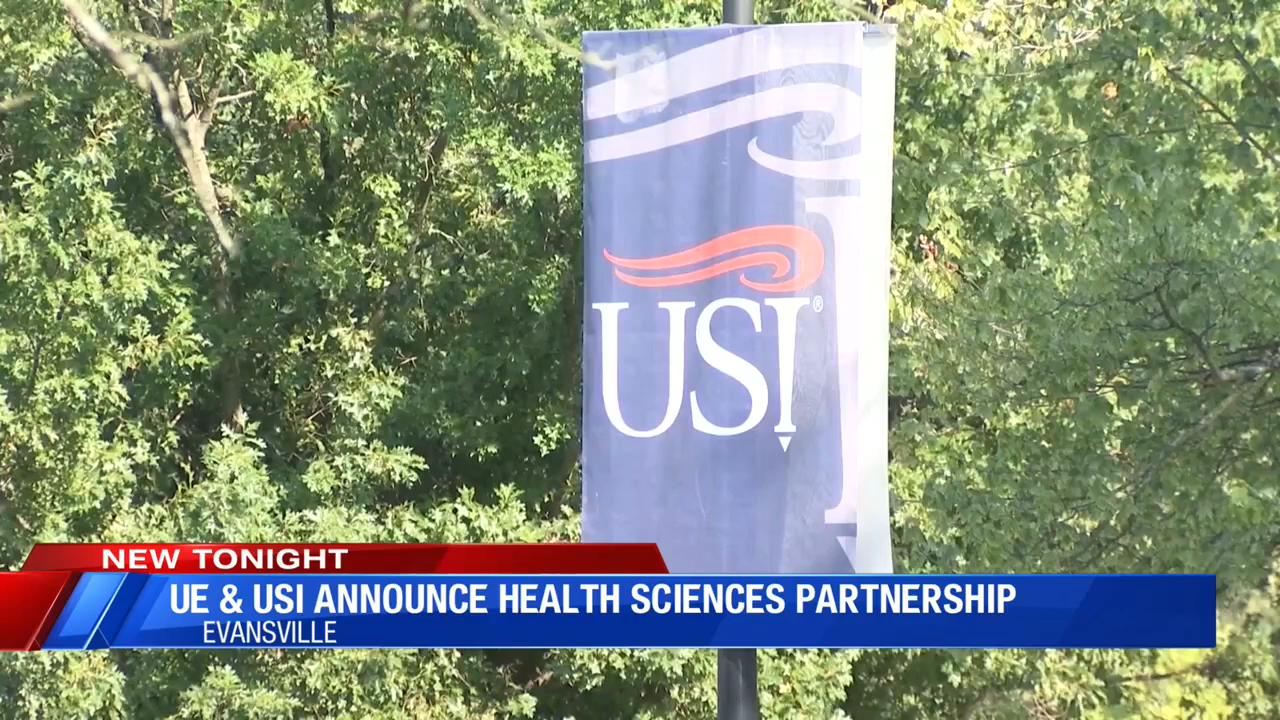 USI®
NEW TONIGHT
UE & USI ANNOUNCE HEALTH SCIENCES PARTNERSHIP
EVANSVILLE